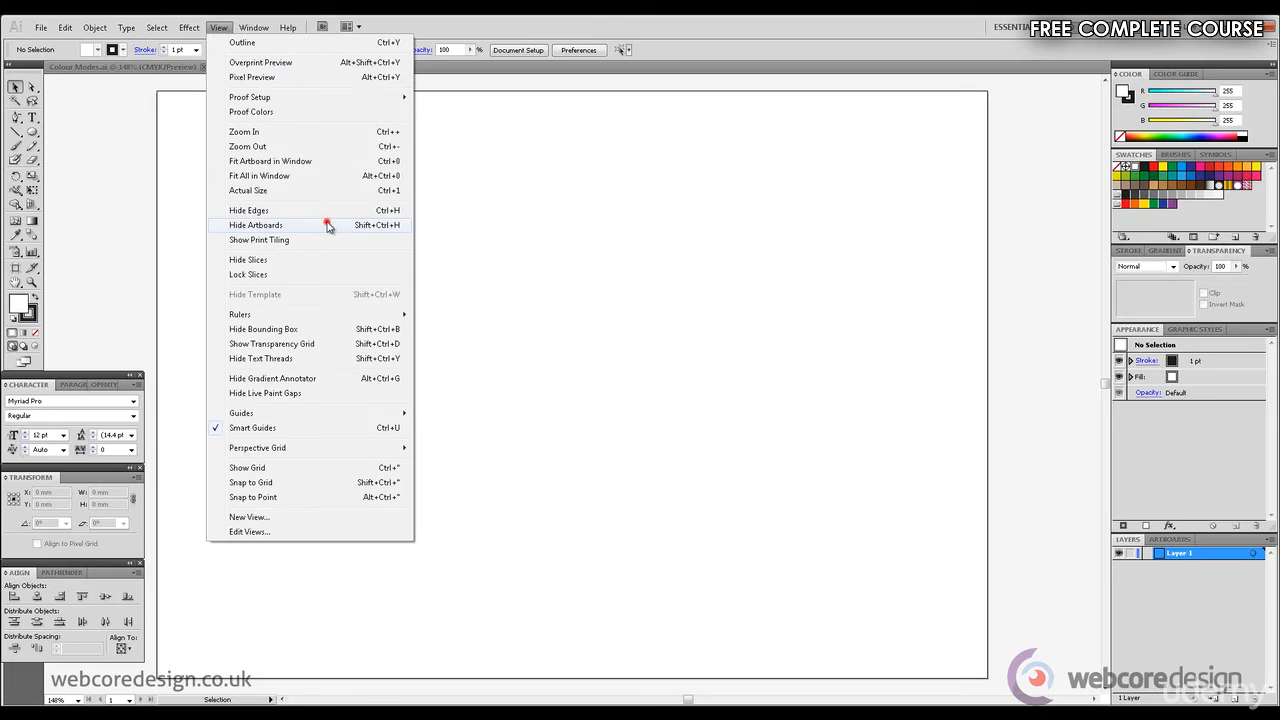 Ai File Edit Object Type Select Effect View Window Help Br ESSENTI
FREE COMPLETE COURSE
No Selection Stroke: 1 pt Opacity: 100 % Document Setup Preferences
Colour Modes.ai @ 148% (CMYK/Preview)
Outline Ctrl+Y
Overprint Preview Alt+Shift+Ctrl+Y
Pixel Preview Alt+Ctrl+Y
Proof Setup
Proof Colors
Zoom In Ctrl++
Zoom Out Ctrl+-
Fit Artboard in Window Ctrl+0
Fit All in Window Alt+Ctrl+0
Actual Size Ctrl+1
Hide Edges Ctrl+H
Hide Artboards Shift+Ctrl+H
Show Print Tiling
Hide Slices
Lock Slices
Hide Template Shift+Ctrl+W
Rulers
Hide Bounding Box Shift+Ctrl+B
Show Transparency Grid Shift+Ctrl+D
Hide Text Threads Shift+Ctrl+Y
Hide Gradient Annotator Alt+Ctrl+G
Hide Live Paint Gaps
Guides
Smart Guides Ctrl+U
Perspective Grid
Show Grid Ctrl+"
Snap to Grid Shift+Ctrl+"
Snap to Point Alt+Ctrl+"
New View...
Edit Views...
CHARACTER PARAGR OPENTY
Myriad Pro
Regular
12 pt (14.4 pt
Auto 0
TRANSFORM
X: 0 mm W: 0 mm
Y: 0 mm H: 0 mm
0° 0°
Align to Pixel Grid
ALIGN PATHFINDER
Align Objects:
Distribute Objects:
Distribute Spacing: Align To:
COLOR COLOR GUIDE
R 255
G 255
B 255
SWATCHES BRUSHES SYMBOLS
STROKE GRADIENT TRANSPARENCY
Normal Opacity: 100 %
Clip
Invert Mask
APPEARANCE GRAPHIC STYLES
No Selection
Stroke: 1 pt
Fill:
Opacity: Default
LAYERS ARTBOARDS
Layer 1
webcoredesign.co.uk
webcoredesign
udemy
148% 1 Selection
1 Layer